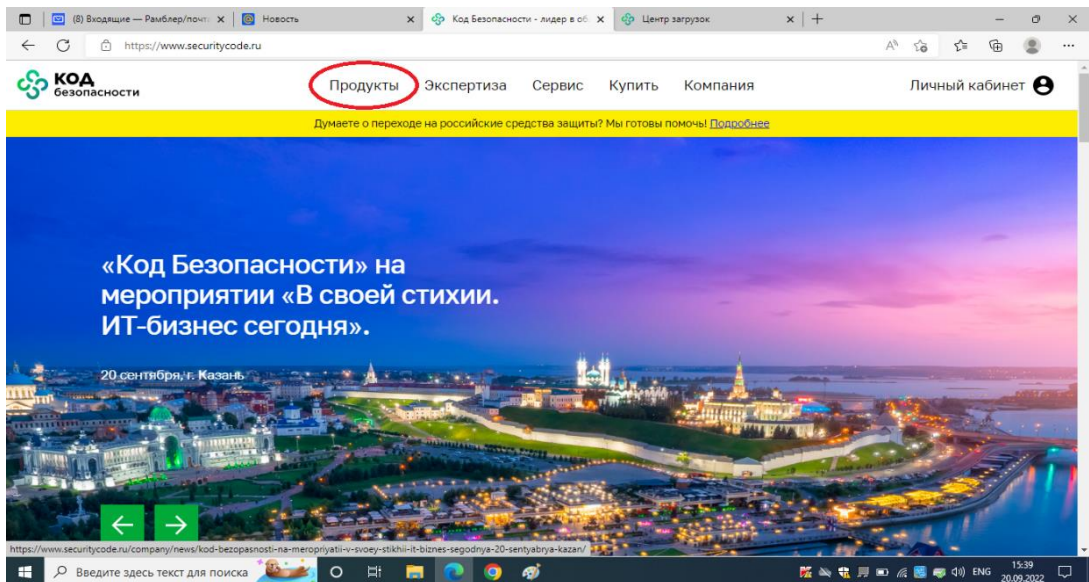 (8) Входящие — Рамблер/почт
Новость
Код Безопасности - лидер в об
Центр загрузок
https://www.securitycode.ru
КОД
безопасности
Продукты
Экспертиза
Сервис
Купить
Компания
Личный кабинет
Думаете о переходе на российские средства защиты? Мы готовы помочь! Подробнее
«Код Безопасности» на
мероприятии «В своей стихии.
ИТ-бизнес сегодня».
20 сентября, г. Казань
https://www.securitycode.ru/company/news/kod-bezopasnosti-na-meropriyatii-v-svoey-stikhii-it-biznes-segodnya-20-sentyabrya-kazan/
Введите здесь текст для поиска
ENG
15:39
20.09.2022